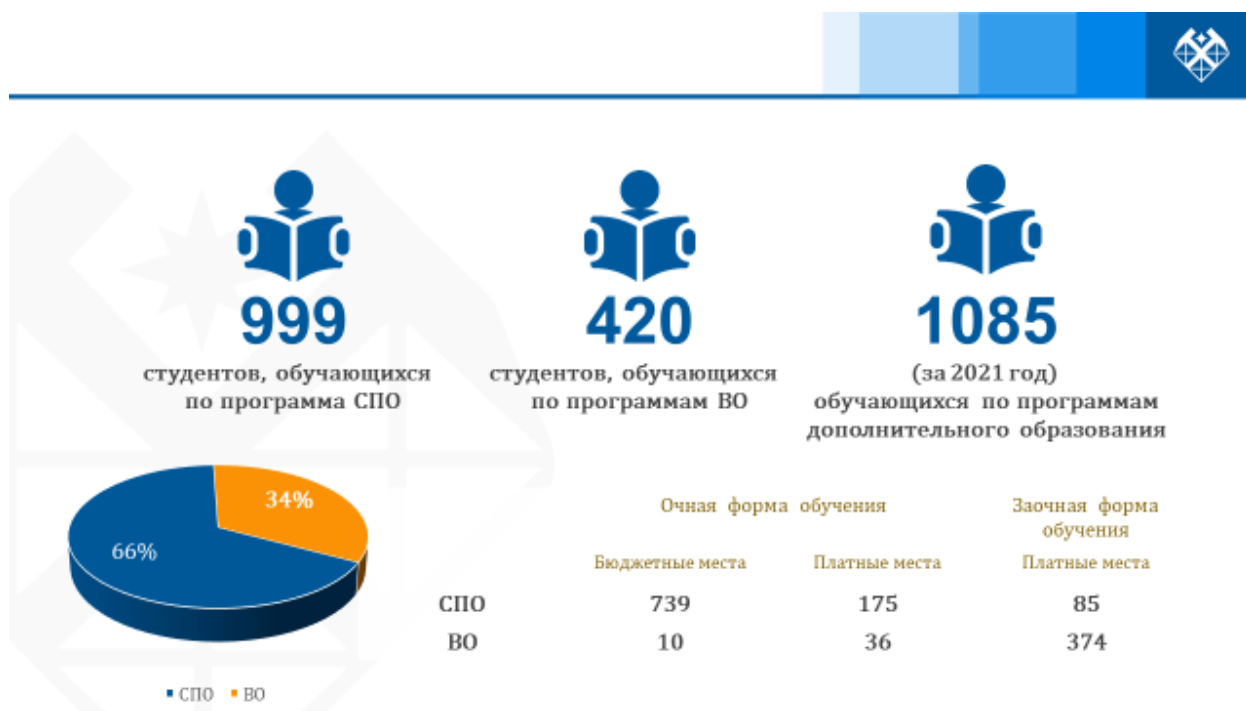 999
студентов, обучающихся
по программа СПО
420
студентов, обучающихся
по программам ВО
1085
(за 2021 год)
обучающихся по программам
дополнительного образования
34%
66%
СПО ВО
Очная форма обучения Заочная форма
обучения
Бюджетные места Платные места Платные места
СПО 739 175 85
ВО 10 36 374